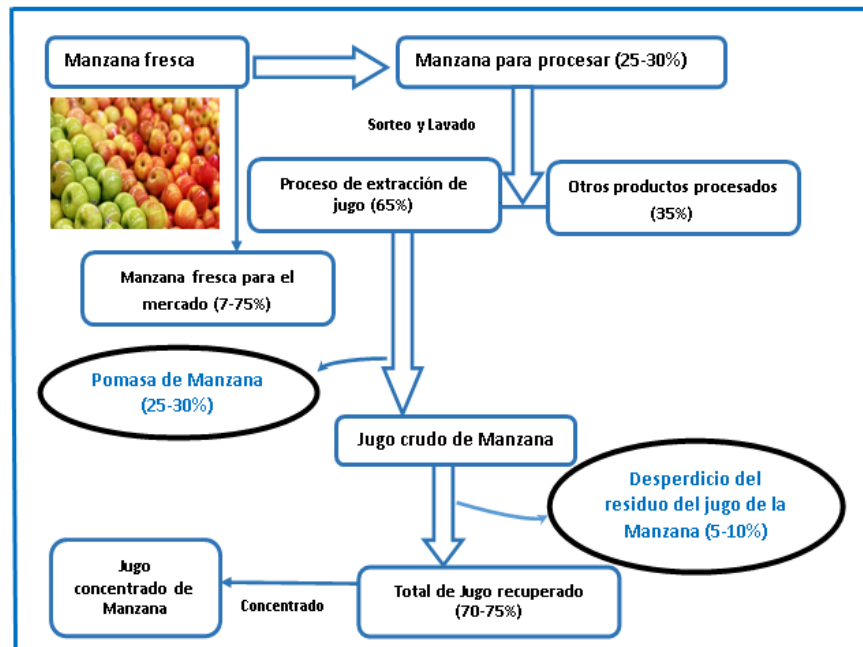 Manzana fresca
Manzana para procesar (25-30%)
Sorteo y Lavado
Proceso de extracción de
jugo (65%)
Otros productos procesados
(35%)
Manzana fresca para el
mercado (7-75%)
Pomasa de Manzana
(25-30%)
Jugo crudo de Manzana
Desperdicio del
residuo del jugo de la
Manzana (5-10%)
Jugo
concentrado de
Manzana
Concentrado
Total de Jugo recuperado
(70-75%)